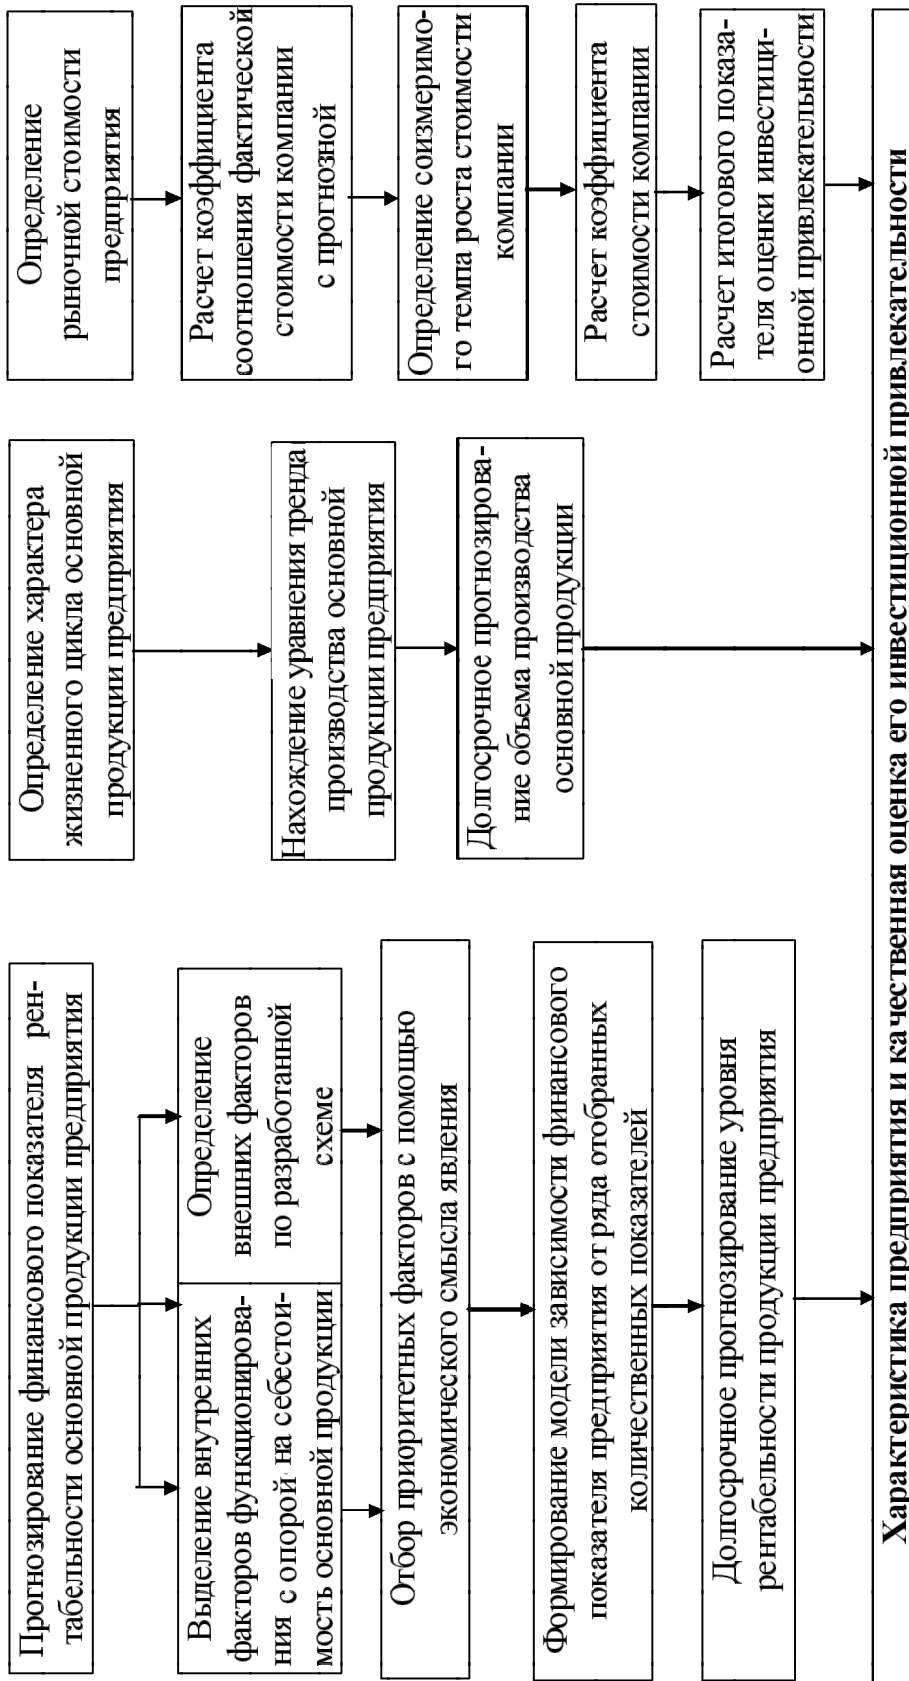 Прогнозирование финансового показателя рен-
табельности основной продукции предприятия
Выделение внутренних
факторов функционирова-
ния с опорой на себестои-
мость основной продукции
Определение
внешних факторов
по разработанной
схеме
Отбор приоритетных факторов с помощью
экономического смысла явления
Формирование модели зависимости финансового
показателя предприятия от ряда отобранных
количественных показателей
Долгосрочное прогнозирование уровня
рентабельности продукции предприятия
Определение характера
жизненного цикла основной
продукции предприятия
Нахождение уравнения тренда
производства основной
продукции предприятия
Долгосрочное прогнозирова-
ние объема производства
основной продукции
Определение
рыночной стоимости
предприятия
Расчет коэффициента
соотношения фактической
стоимости компании
с прогнозной
Определение соизмеримо-
го темпа роста стоимости
компании
Расчет коэффициента
стоимости компании
Расчет итогового показа-
теля оценки инвестици-
онной привлекательности
Характеристика предприятия и качественная оценка его инвестиционной привлекательности